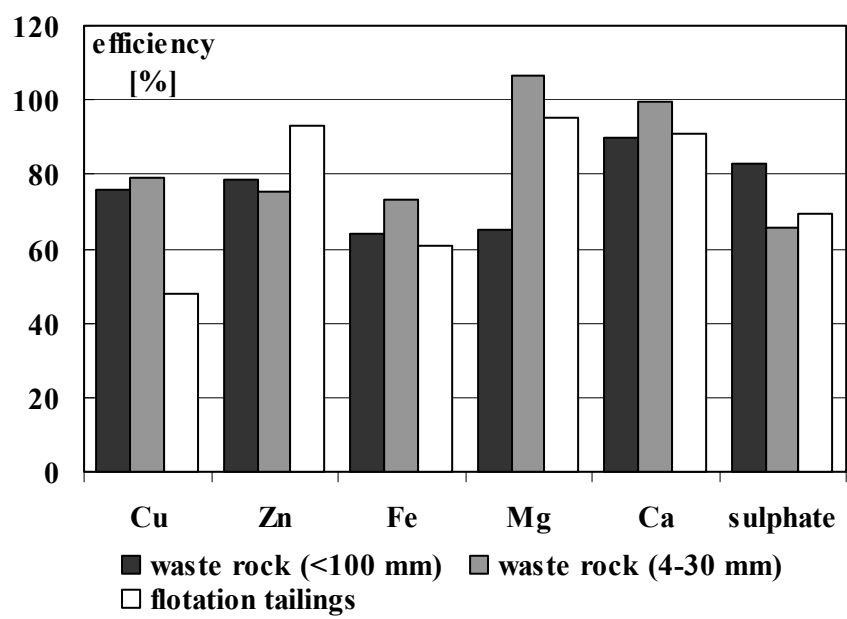 120
efficiency
[%]
100
80
60
40
20
0
Cu Zn Fe Mg Ca sulphate
waste rock (<100 mm) waste rock (4-30 mm)
flotation tailings